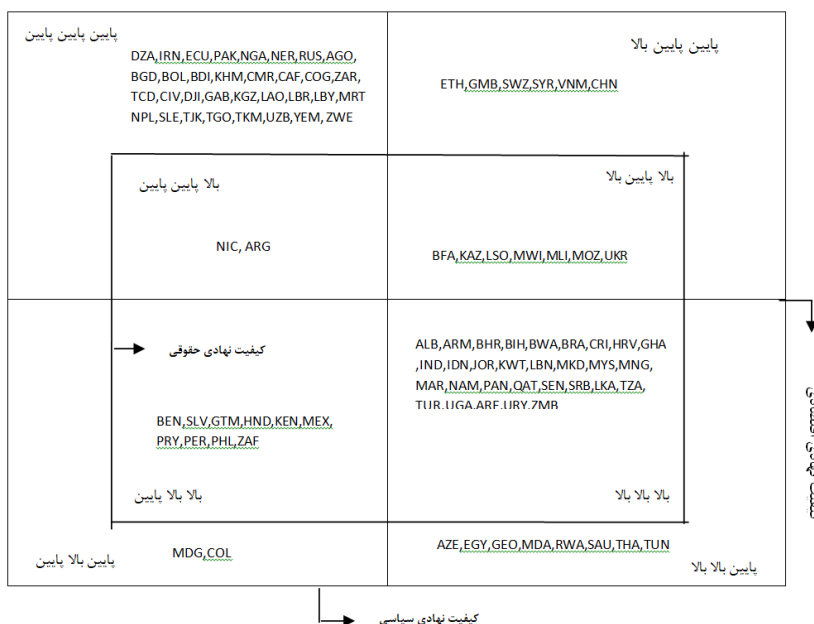 پایین پایین پایین
DZA,IRN,ECU,PAK,NGA,NER,RUS,AGO,
BGD,BOL,BDI,KHM,CMR,CAF,COG,ZAR,
TCD,CIV,DJI,GAB,KGZ,LAO,LBR,LBY,MRT
NPL,SLE,TJK,TGO,TKM,UZB,YEM,ZWE
پایین پایین بالا
ETH,GMB,SWZ,SYR,VNM,CHN
بالا پایین پایین
NIC, ARG
بالا پایین بالا
BFA,KAZ,LSO,MWI,MLI,MOZ,UKR
کیفیت نهادی حقوقی
BEN,SLV,GTM,HND,KEN,MEX,
PRY,PER,PHL,ZAF
بالا بالا پایین
ALB,ARM,BHR,BIH,BWA,BRA,CRI,HRV,GHA
,IND,IDN,JOR,KWT,LBN,MKD,MYS,MNG,
MAR,NAM,PAN,QAT,SEN,SRB,LKA,TZA,
TUR,UGA,ARE,URY,ZMB
بالا بالا بالا
MDG,COL
پایین بالا پایین
AZE,EGY,GEO,MDA,RWA,SAU,THA,TUN
پایین بالا بالا
کیفیت نهادی سیاسی